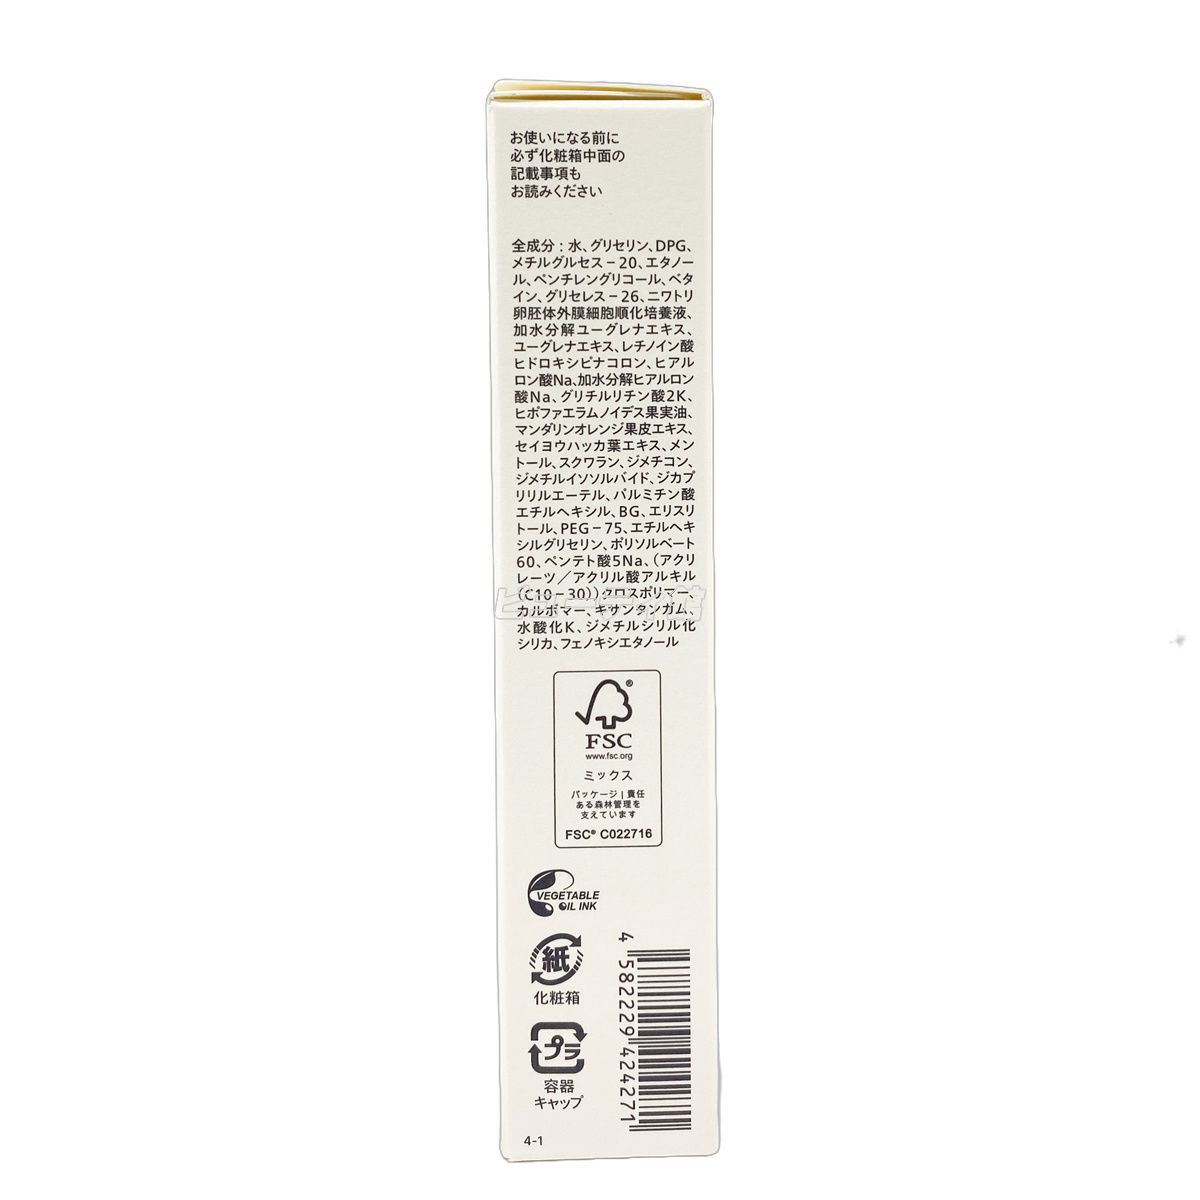 お使いになる前に
必ず化粧箱中面の
記載事項も
お読みください
全成分：水、グリセリン、DPG、
メチルグルセス－20、エタノー
ル、ペンチレングリコール、ベタ
イン、グリセレス－26、ニワトリ
卵胚体外膜細胞順化培養液、
加水分解ユーグレナエキス、
ユーグレナエキス、レチノイン酸
ヒドロキシピナコロン、ヒアル
ロン酸Na、加水分解ヒアルロン
酸Na、グリチルリチン酸2K、
ヒポファエラムノイデス果実油、
マンダリンオレンジ果皮エキス、
セイヨウハッカ葉エキス、メン
トール、スクワラン、ジメチコン、
ジメチルイソソルバイド、ジカプ
リリルエーテル、パルミチン酸
エチルヘキシル、BG、エリスリ
トール、PEG－75、エチルヘキ
シルグリセリン、ポリソルベート
60、ペンテト酸5Na、（アクリ
レーツ／アクリル酸アルキル
（C10－30））クロスポリマー、
カルボマー、キサンタンガム、
水酸化K、ジメチルシリル化
シリカ、フェノキシエタノール
ビューティ館
FSC®
www.fsc.org
ミックス
パッケージ｜責任
ある森林管理を
支えています
FSC® C022716
VEGETABLE
OIL INK
紙
化粧箱
プラ
容器
キャップ
4 582229 424271
4-1